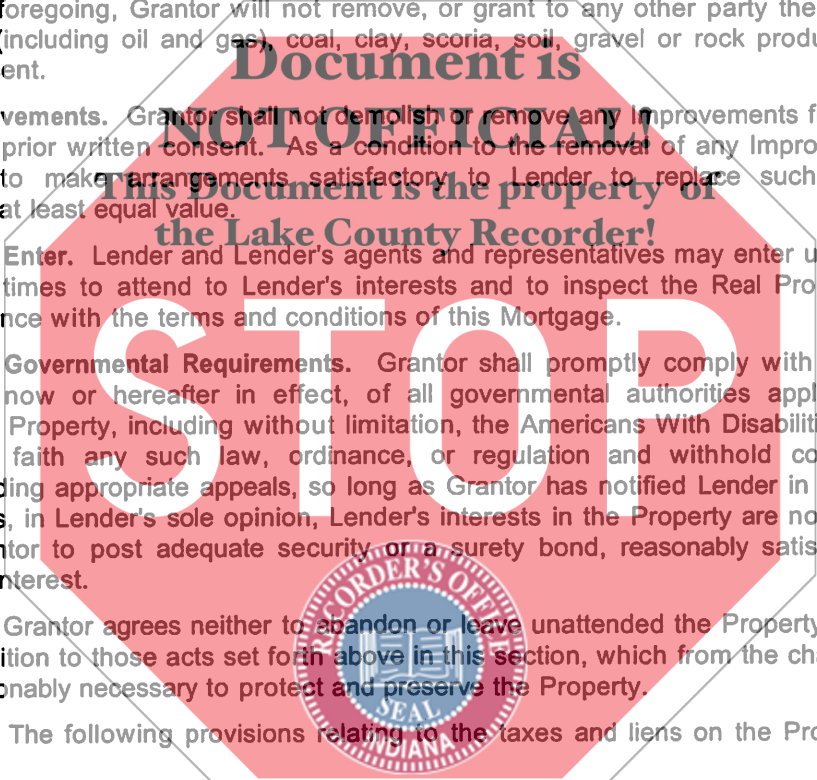 foregoing, Grantor will not remove, or grant to any other party the
(including oil and gas), coal, clay, scoria, soil, gravel or rock produ
ent.
Document is
vements. Grantor shall not demolish or remove any Improvements f
NOT OFFICIAL!
prior written consent. As a condition to the removal of any Impro
to make arrangements satisfactory to Lender to replace such
This Document is the property of
at least equal value.
the Lake County Recorder!
Enter. Lender and Lender's agents and representatives may enter u
times to attend to Lender's interests and to inspect the Real Pro
nce with the terms and conditions of this Mortgage.
STOP
Governmental Requirements. Grantor shall promptly comply with
now or hereafter in effect, of all governmental authorities appl
Property, including without limitation, the Americans With Disabiliti
faith any such law, ordinance, or regulation and withhold co
ding appropriate appeals, so long as Grantor has notified Lender in
s, in Lender's sole opinion, Lender's interests in the Property are no
ntor to post adequate security or a surety bond, reasonably satis
nterest.
RECORDER'S OFFICE
Grantor agrees neither to abandon or leave unattended the Property
ition to those acts set forth above in this section, which from the cha
onably necessary to protect and preserve the Property.
SEAL
INDIANA
The following provisions relating to the taxes and liens on the Pro